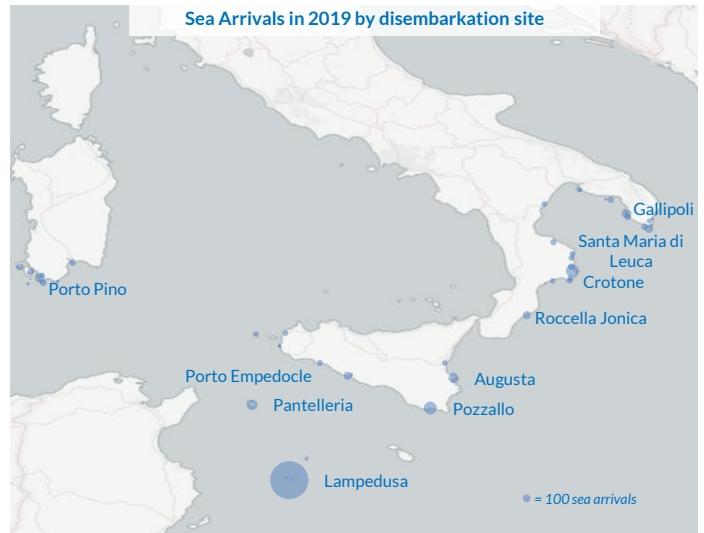 Sea Arrivals in 2019 by disembarkation site
Gallipoli
Santa Maria di
Leuca
Crotone
Porto Pino
Roccella Jonica
Porto Empedocle
Augusta
Pantelleria
Pozzallo
Lampedusa
= 100 sea arrivals